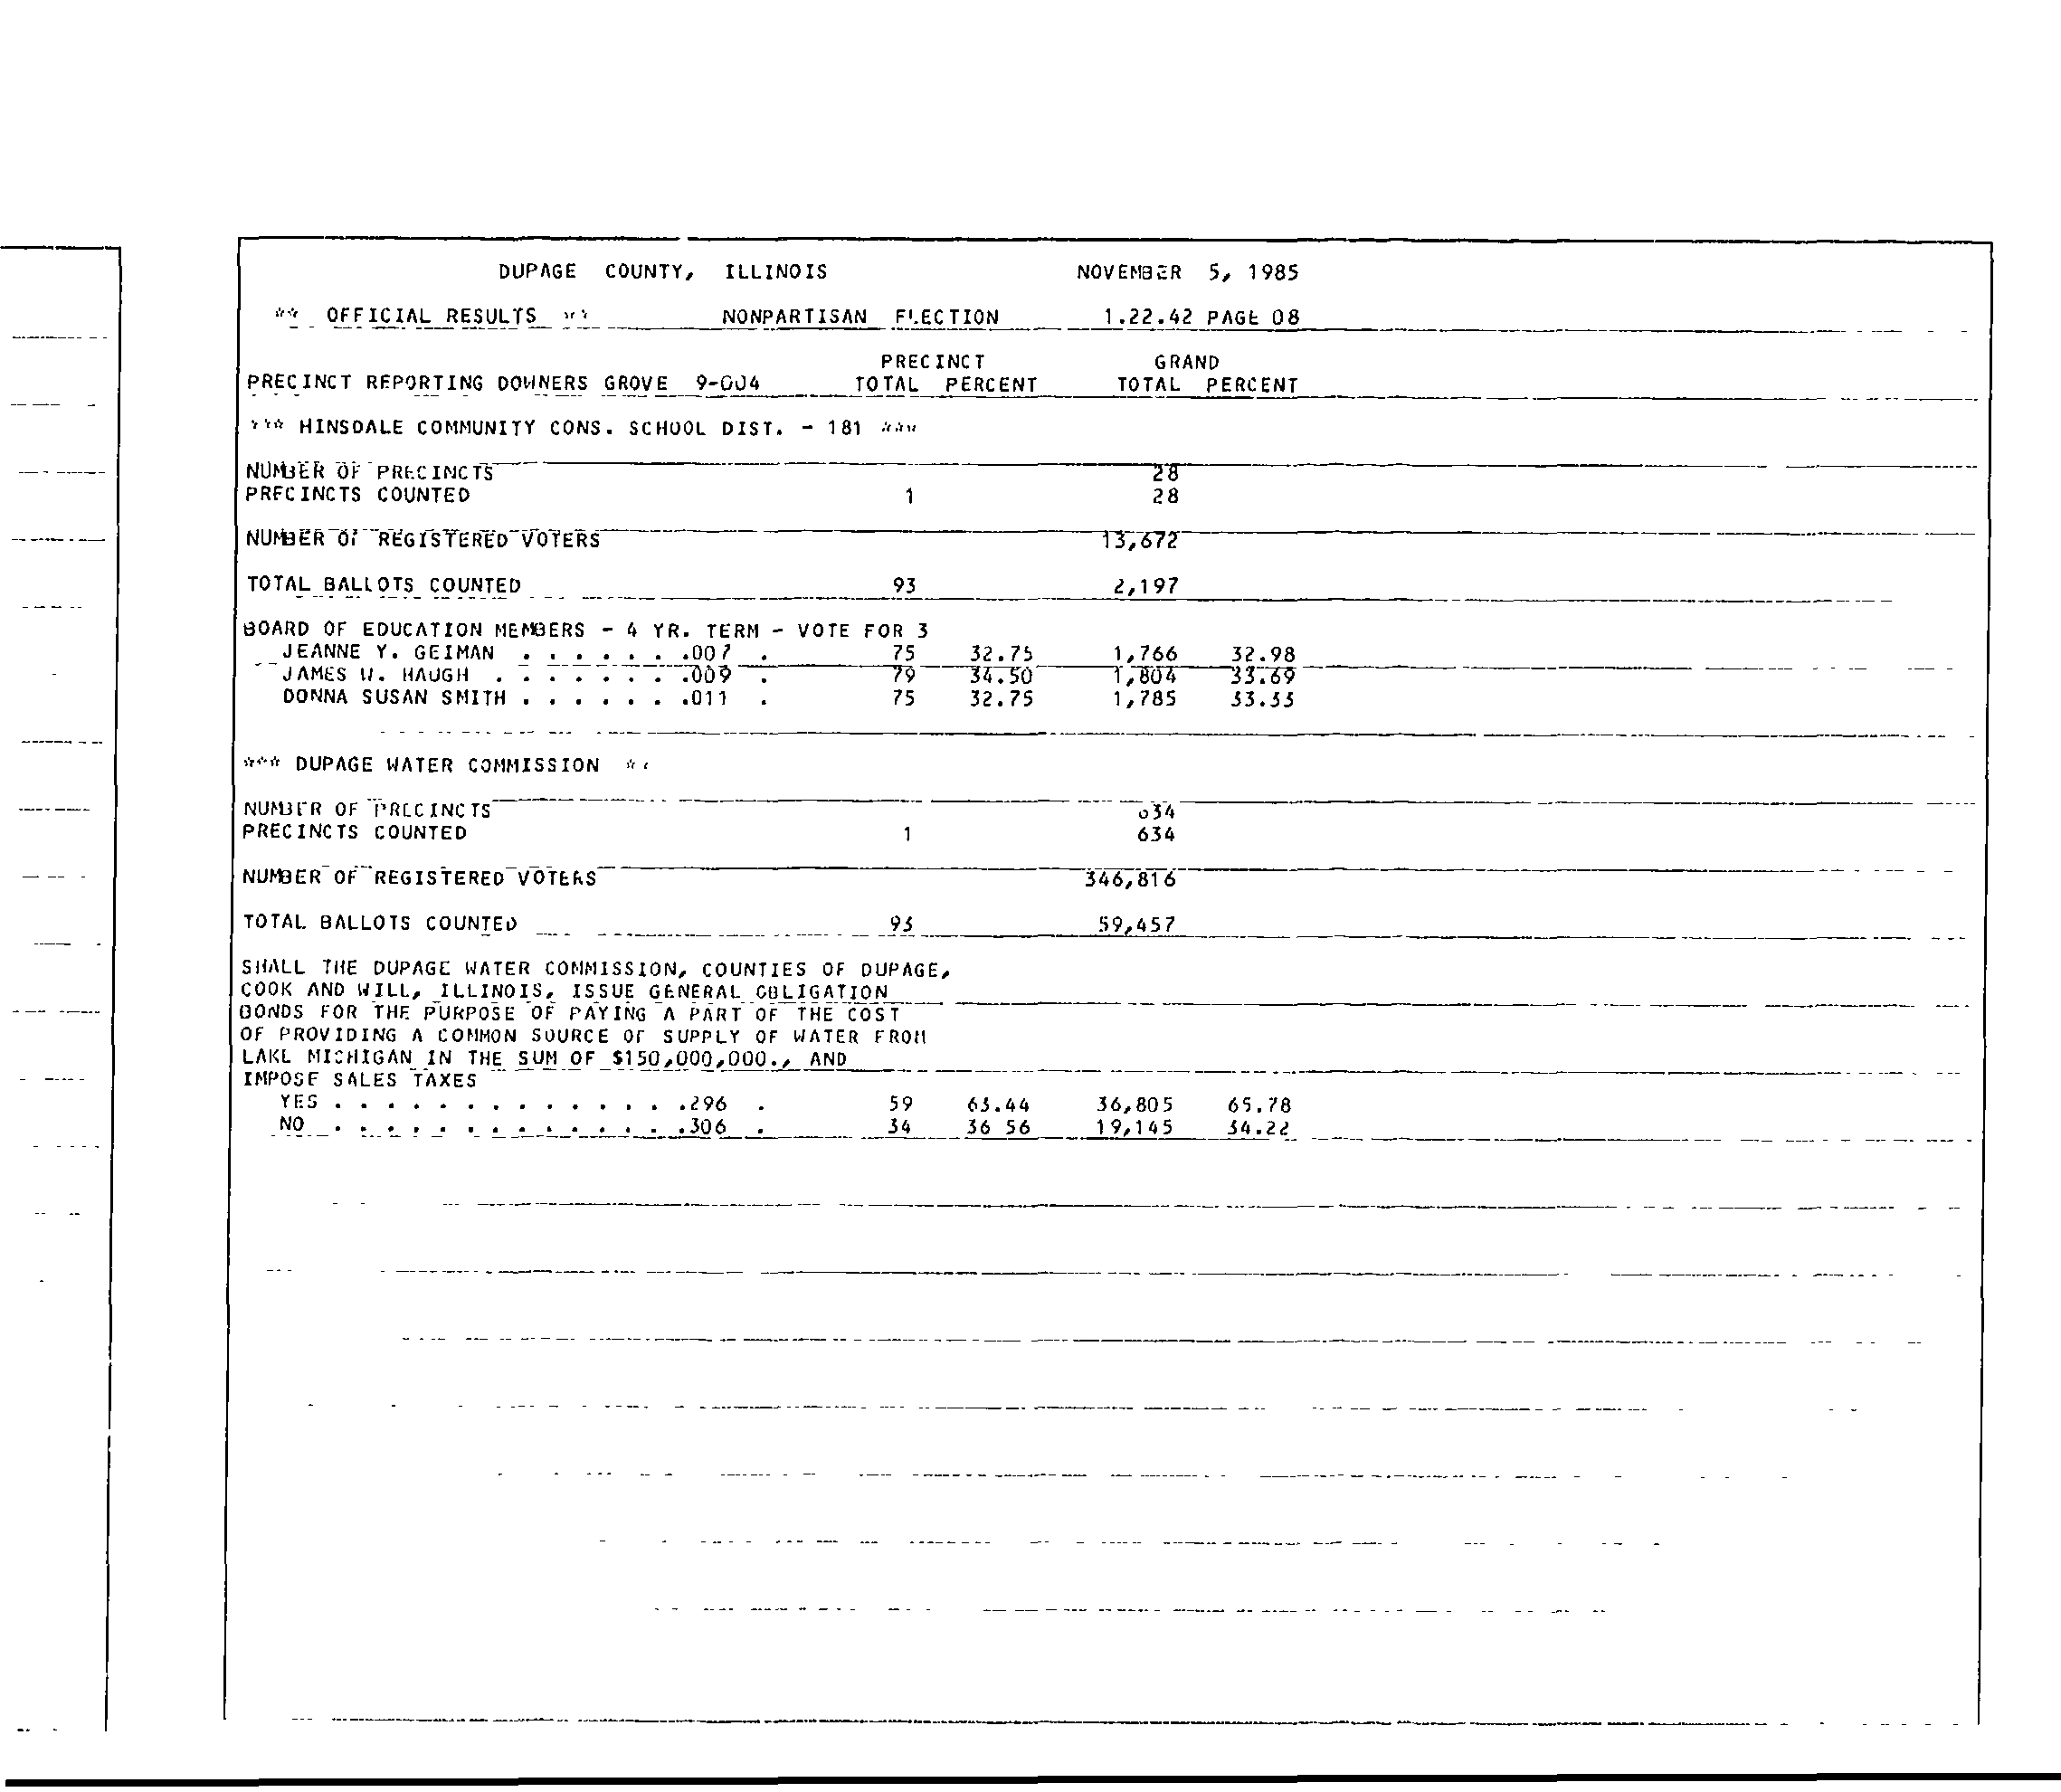 DUPAGE COUNTY, ILLINOIS NOVEMBER 5, 1985
** OFFICIAL RESULTS ** NONPARTISAN ELECTION 1.22.42 PAGE 08
PRECINCT GRAND
PRECINCT REPORTING DOWNERS GROVE 9-004 TOTAL PERCENT TOTAL PERCENT
*** HINSDALE COMMUNITY CONS. SCHOOL DIST. - 181 ***
NUMBER OF PRECINCTS 28
PRECINCTS COUNTED 1 28
NUMBER OF REGISTERED VOTERS 13,672
TOTAL BALLOTS COUNTED 93 2,197
BOARD OF EDUCATION MEMBERS - 4 YR. TERM - VOTE FOR 3
JEANNE Y. GEIMAN . . . . . . .007 . 75 32.75 1,766 32.98
JAMES W. HAUGH . . . . . . . .009 . 79 34.50 1,804 33.69
DONNA SUSAN SMITH . . . . . . .011 . 75 32.75 1,785 33.33
*** DUPAGE WATER COMMISSION **
NUMBER OF PRECINCTS 634
PRECINCTS COUNTED 1 634
NUMBER OF REGISTERED VOTERS 346,816
TOTAL BALLOTS COUNTED 93 59,457
SHALL THE DUPAGE WATER COMMISSION, COUNTIES OF DUPAGE,
COOK AND WILL, ILLINOIS, ISSUE GENERAL OBLIGATION
BONDS FOR THE PURPOSE OF PAYING A PART OF THE COST
OF PROVIDING A COMMON SOURCE OF SUPPLY OF WATER FROM
LAKE MICHIGAN IN THE SUM OF $150,000,000., AND
IMPOSE SALES TAXES
YES . . . . . . . . . . . . . .296 . 59 63.44 36,805 65.78
NO . . . . . . . . . . . . . .306 . 34 36 56 19,145 34.22